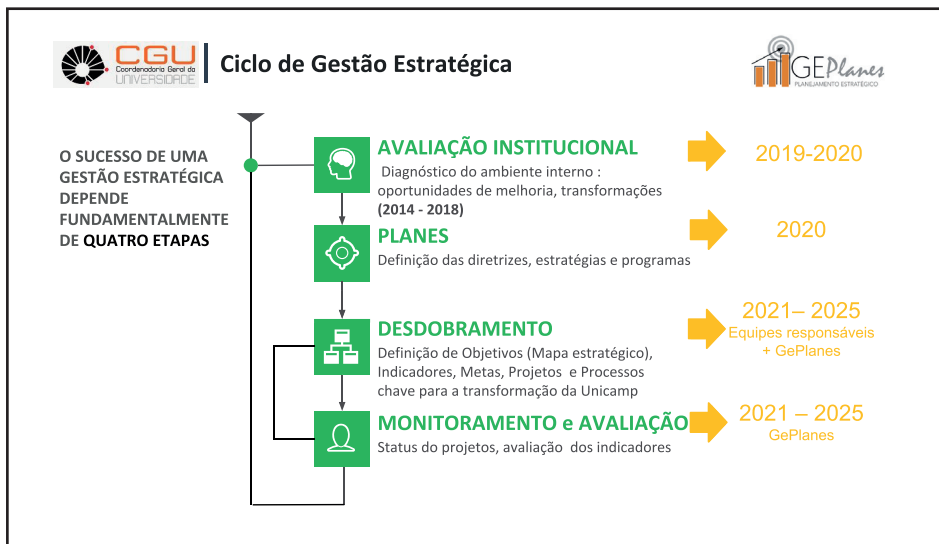 CGU
Coordenadoria Geral da
UNIVERSIDADE
Ciclo de Gestão Estratégica
GEPlanes
PLANEJAMENTO ESTRATÉGICO
O SUCESSO DE UMA
GESTÃO ESTRATÉGICA
DEPENDE
FUNDAMENTALMENTE
DE QUATRO ETAPAS
AVALIAÇÃO INSTITUCIONAL
Diagnóstico do ambiente interno :
oportunidades de melhoria, transformações
(2014 - 2018)
2019-2020
PLANES
Definição das diretrizes, estratégias e programas
2020
DESDOBRAMENTO
Definição de Objetivos (Mapa estratégico),
Indicadores, Metas, Projetos e Processos
chave para a transformação da Unicamp
2021– 2025
Equipes responsáveis
+ GePlanes
MONITORAMENTO e AVALIAÇÃO
Status do projetos, avaliação dos indicadores
2021 – 2025
GePlanes